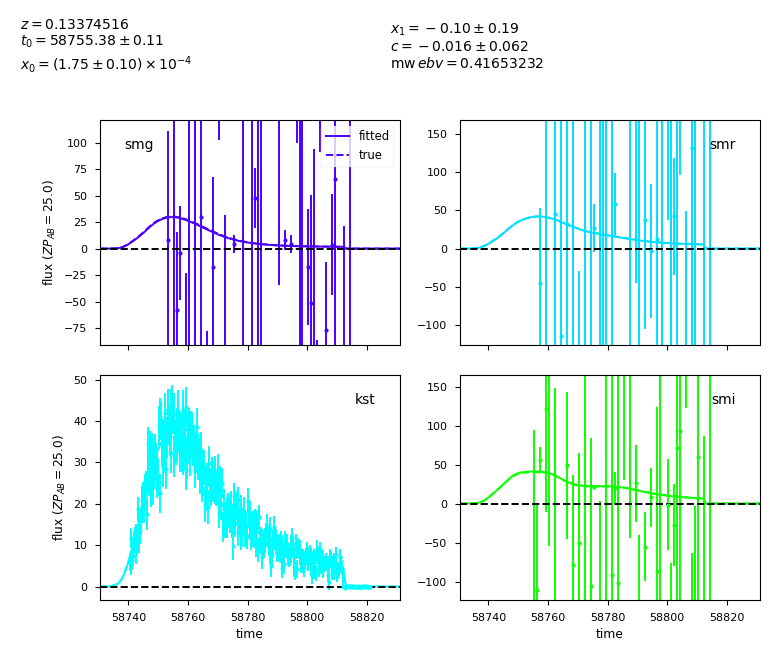 z = 0.13374516
t₀ = 58755.38 ± 0.11
x₀ = (1.75 ± 0.10) × 10⁻⁴
x₁ = −0.10 ± 0.19
c = −0.016 ± 0.062
mw ebv = 0.41653232
smg
fitted
true
100
75
50
25
0
−25
−50
−75
flux (ZP_AB = 25.0)
smr
150
100
50
0
−50
−100
kst
50
40
30
20
10
0
flux (ZP_AB = 25.0)
58740 58760 58780 58800 58820
time
smi
150
100
50
0
−50
−100
58740 58760 58780 58800 58820
time